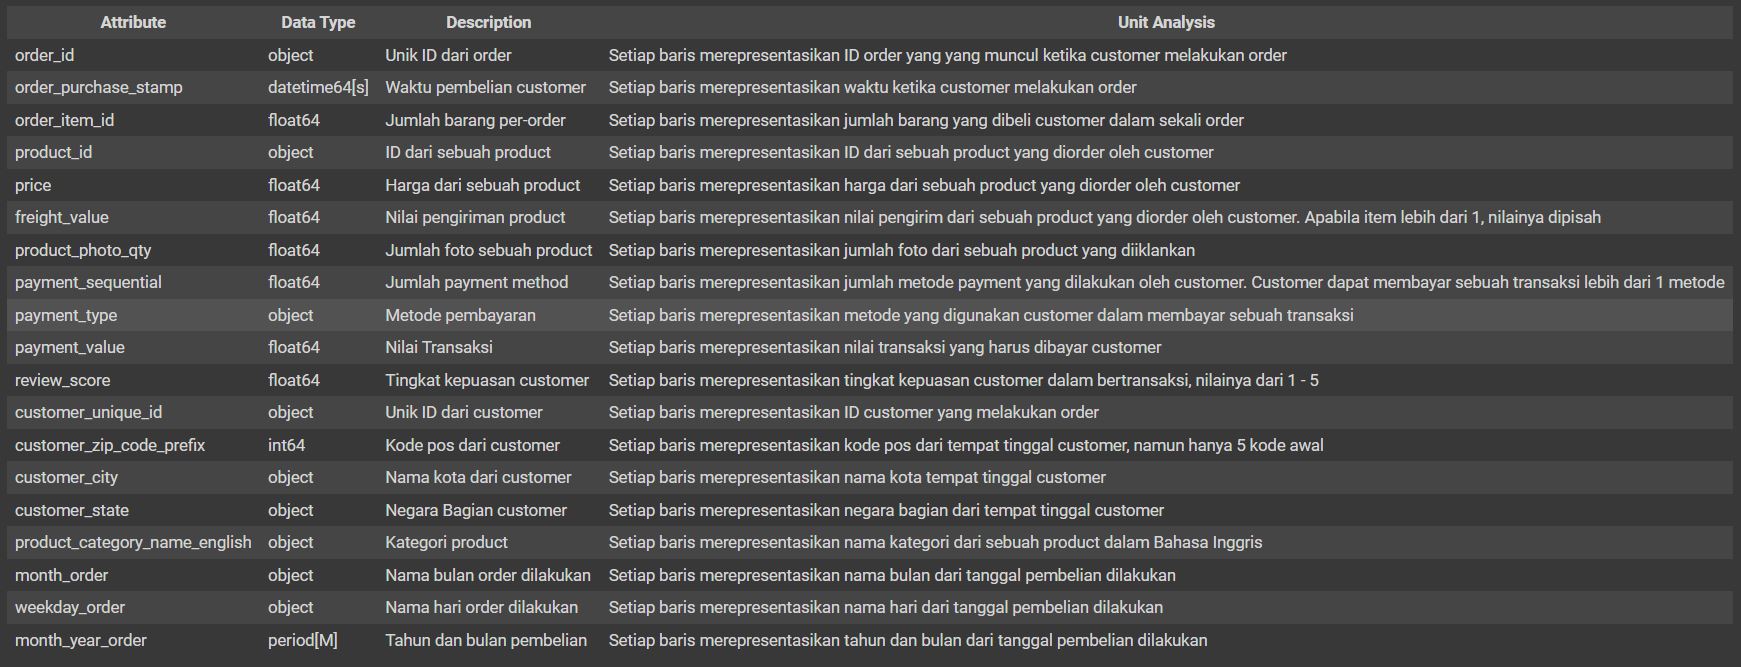 Attribute Data Type Description Unit Analysis
order_id object Unik ID dari order Setiap baris merepresentasikan ID order yang yang muncul ketika customer melakukan order
order_purchase_stamp datetime64[s] Waktu pembelian customer Setiap baris merepresentasikan waktu ketika customer melakukan order
order_item_id float64 Jumlah barang per-order Setiap baris merepresentasikan jumlah barang yang dibeli customer dalam sekali order
product_id object ID dari sebuah product Setiap baris merepresentasikan ID dari sebuah product yang diorder oleh customer
price float64 Harga dari sebuah product Setiap baris merepresentasikan harga dari sebuah product yang diorder oleh customer
freight_value float64 Nilai pengiriman product Setiap baris merepresentasikan nilai pengirim dari sebuah product yang diorder oleh customer. Apabila item lebih dari 1, nilainya dipisah
product_photo_qty float64 Jumlah foto sebuah product Setiap baris merepresentasikan jumlah foto dari sebuah product yang diiklankan
payment_sequential float64 Jumlah payment method Setiap baris merepresentasikan jumlah metode payment yang dilakukan oleh customer. Customer dapat membayar sebuah transaksi lebih dari 1 metode
payment_type object Metode pembayaran Setiap baris merepresentasikan metode yang digunakan customer dalam membayar sebuah transaksi
payment_value float64 Nilai Transaksi Setiap baris merepresentasikan nilai transaksi yang harus dibayar customer
review_score float64 Tingkat kepuasan customer Setiap baris merepresentasikan tingkat kepuasan customer dalam bertransaksi, nilainya dari 1 - 5
customer_unique_id object Unik ID dari customer Setiap baris merepresentasikan ID customer yang melakukan order
customer_zip_code_prefix int64 Kode pos dari customer Setiap baris merepresentasikan kode pos dari tempat tinggal customer, namun hanya 5 kode awal
customer_city object Nama kota dari customer Setiap baris merepresentasikan nama kota tempat tinggal customer
customer_state object Negara Bagian customer Setiap baris merepresentasikan negara bagian dari tempat tinggal customer
product_category_name_english object Kategori product Setiap baris merepresentasikan nama kategori dari sebuah product dalam Bahasa Inggris
month_order object Nama bulan order dilakukan Setiap baris merepresentasikan nama bulan dari tanggal pembelian dilakukan
weekday_order object Nama hari order dilakukan Setiap baris merepresentasikan nama hari dari tanggal pembelian dilakukan
month_year_order period[M] Tahun dan bulan pembelian Setiap baris merepresentasikan tahun dan bulan dari tanggal pembelian dilakukan